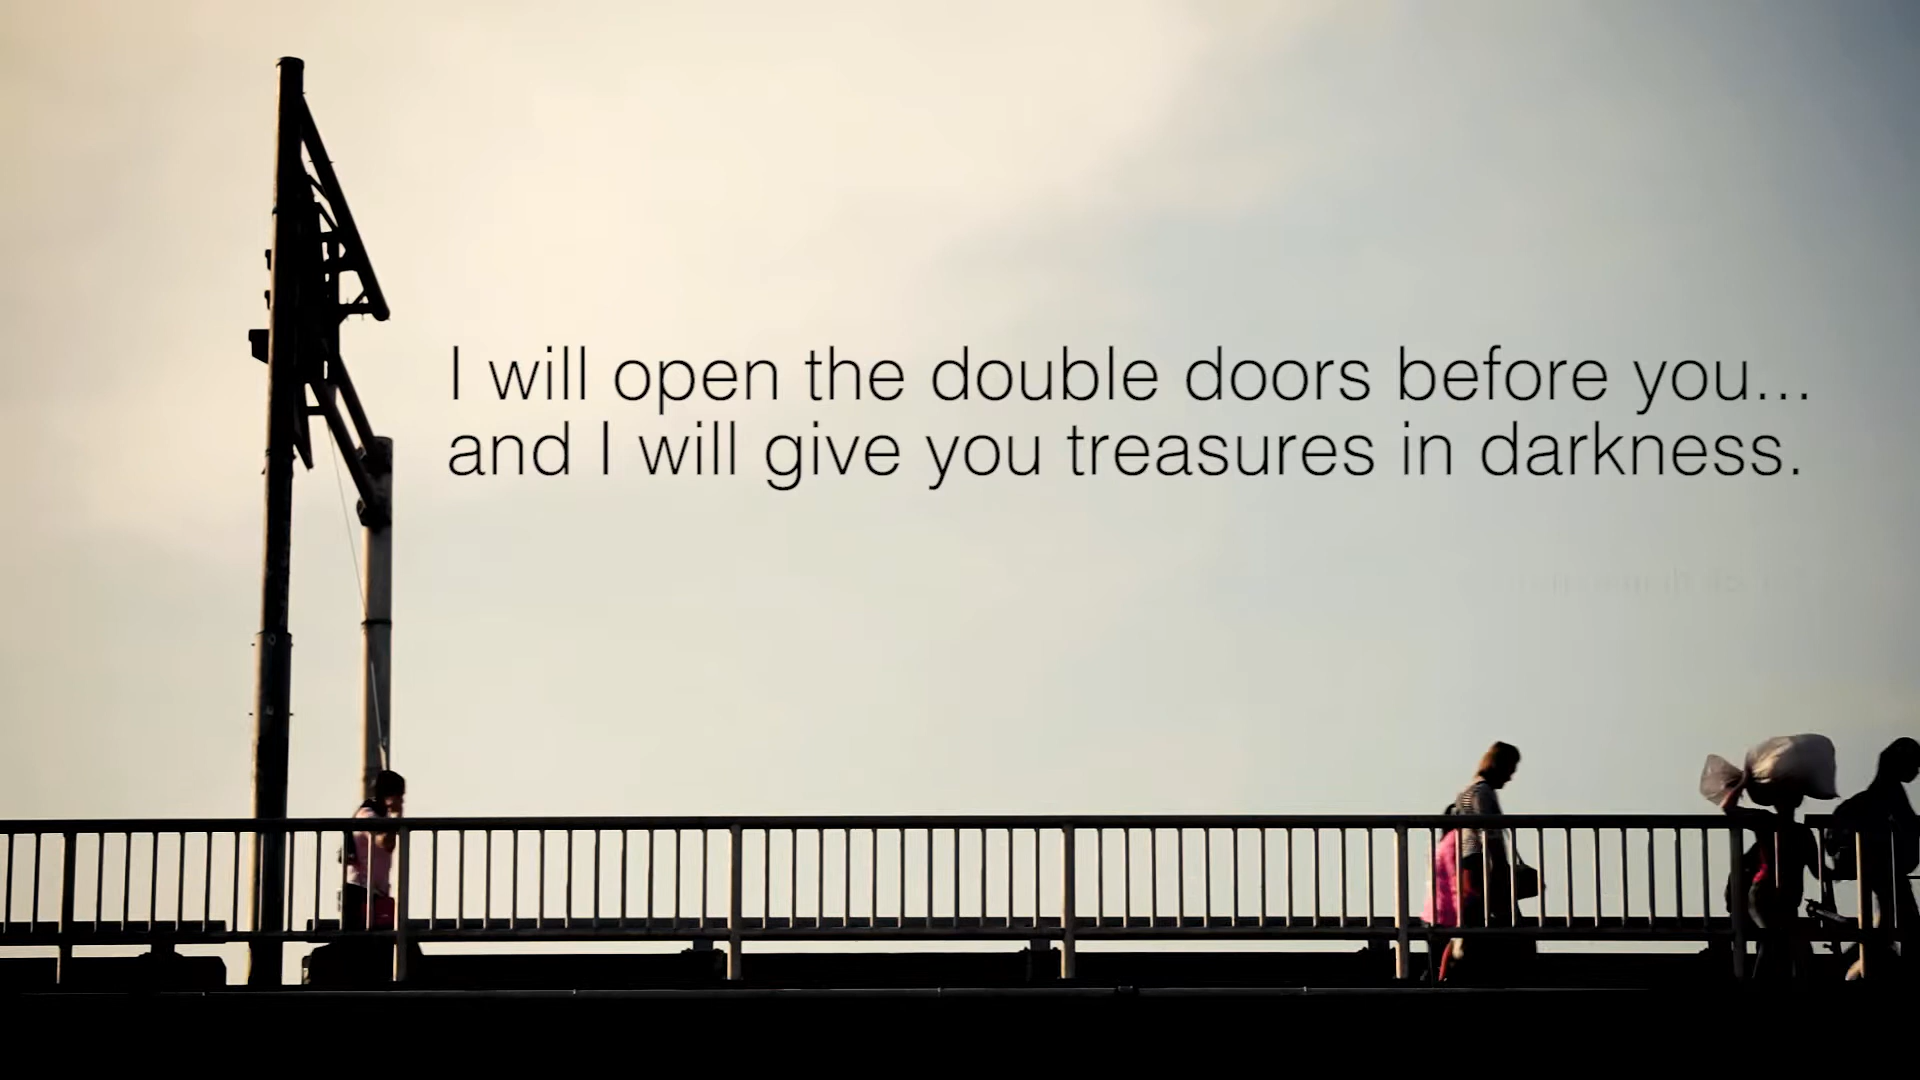 I will open the double doors before you...
and I will give you treasures in darkness.